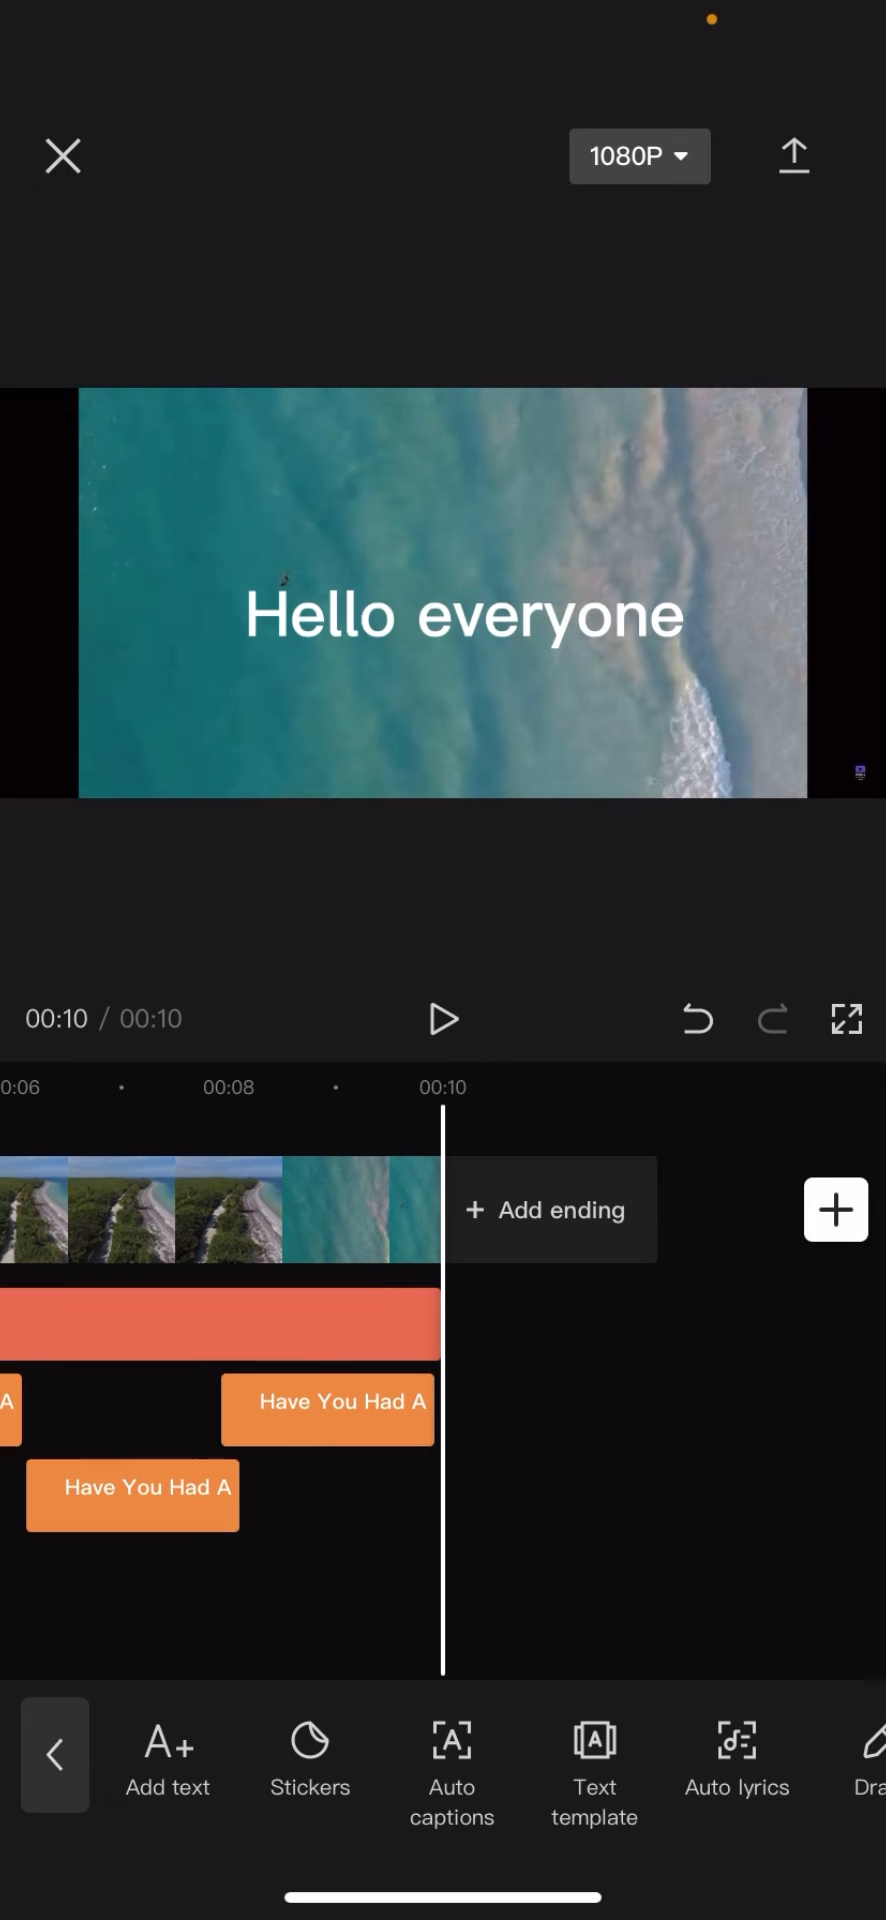 1080P
Hello everyone
00:10 / 00:10
0:06 00:08 00:10
+ Add ending
A Have You Had A
Have You Had A
A+
Add text Stickers Auto captions Text template Auto lyrics Dra